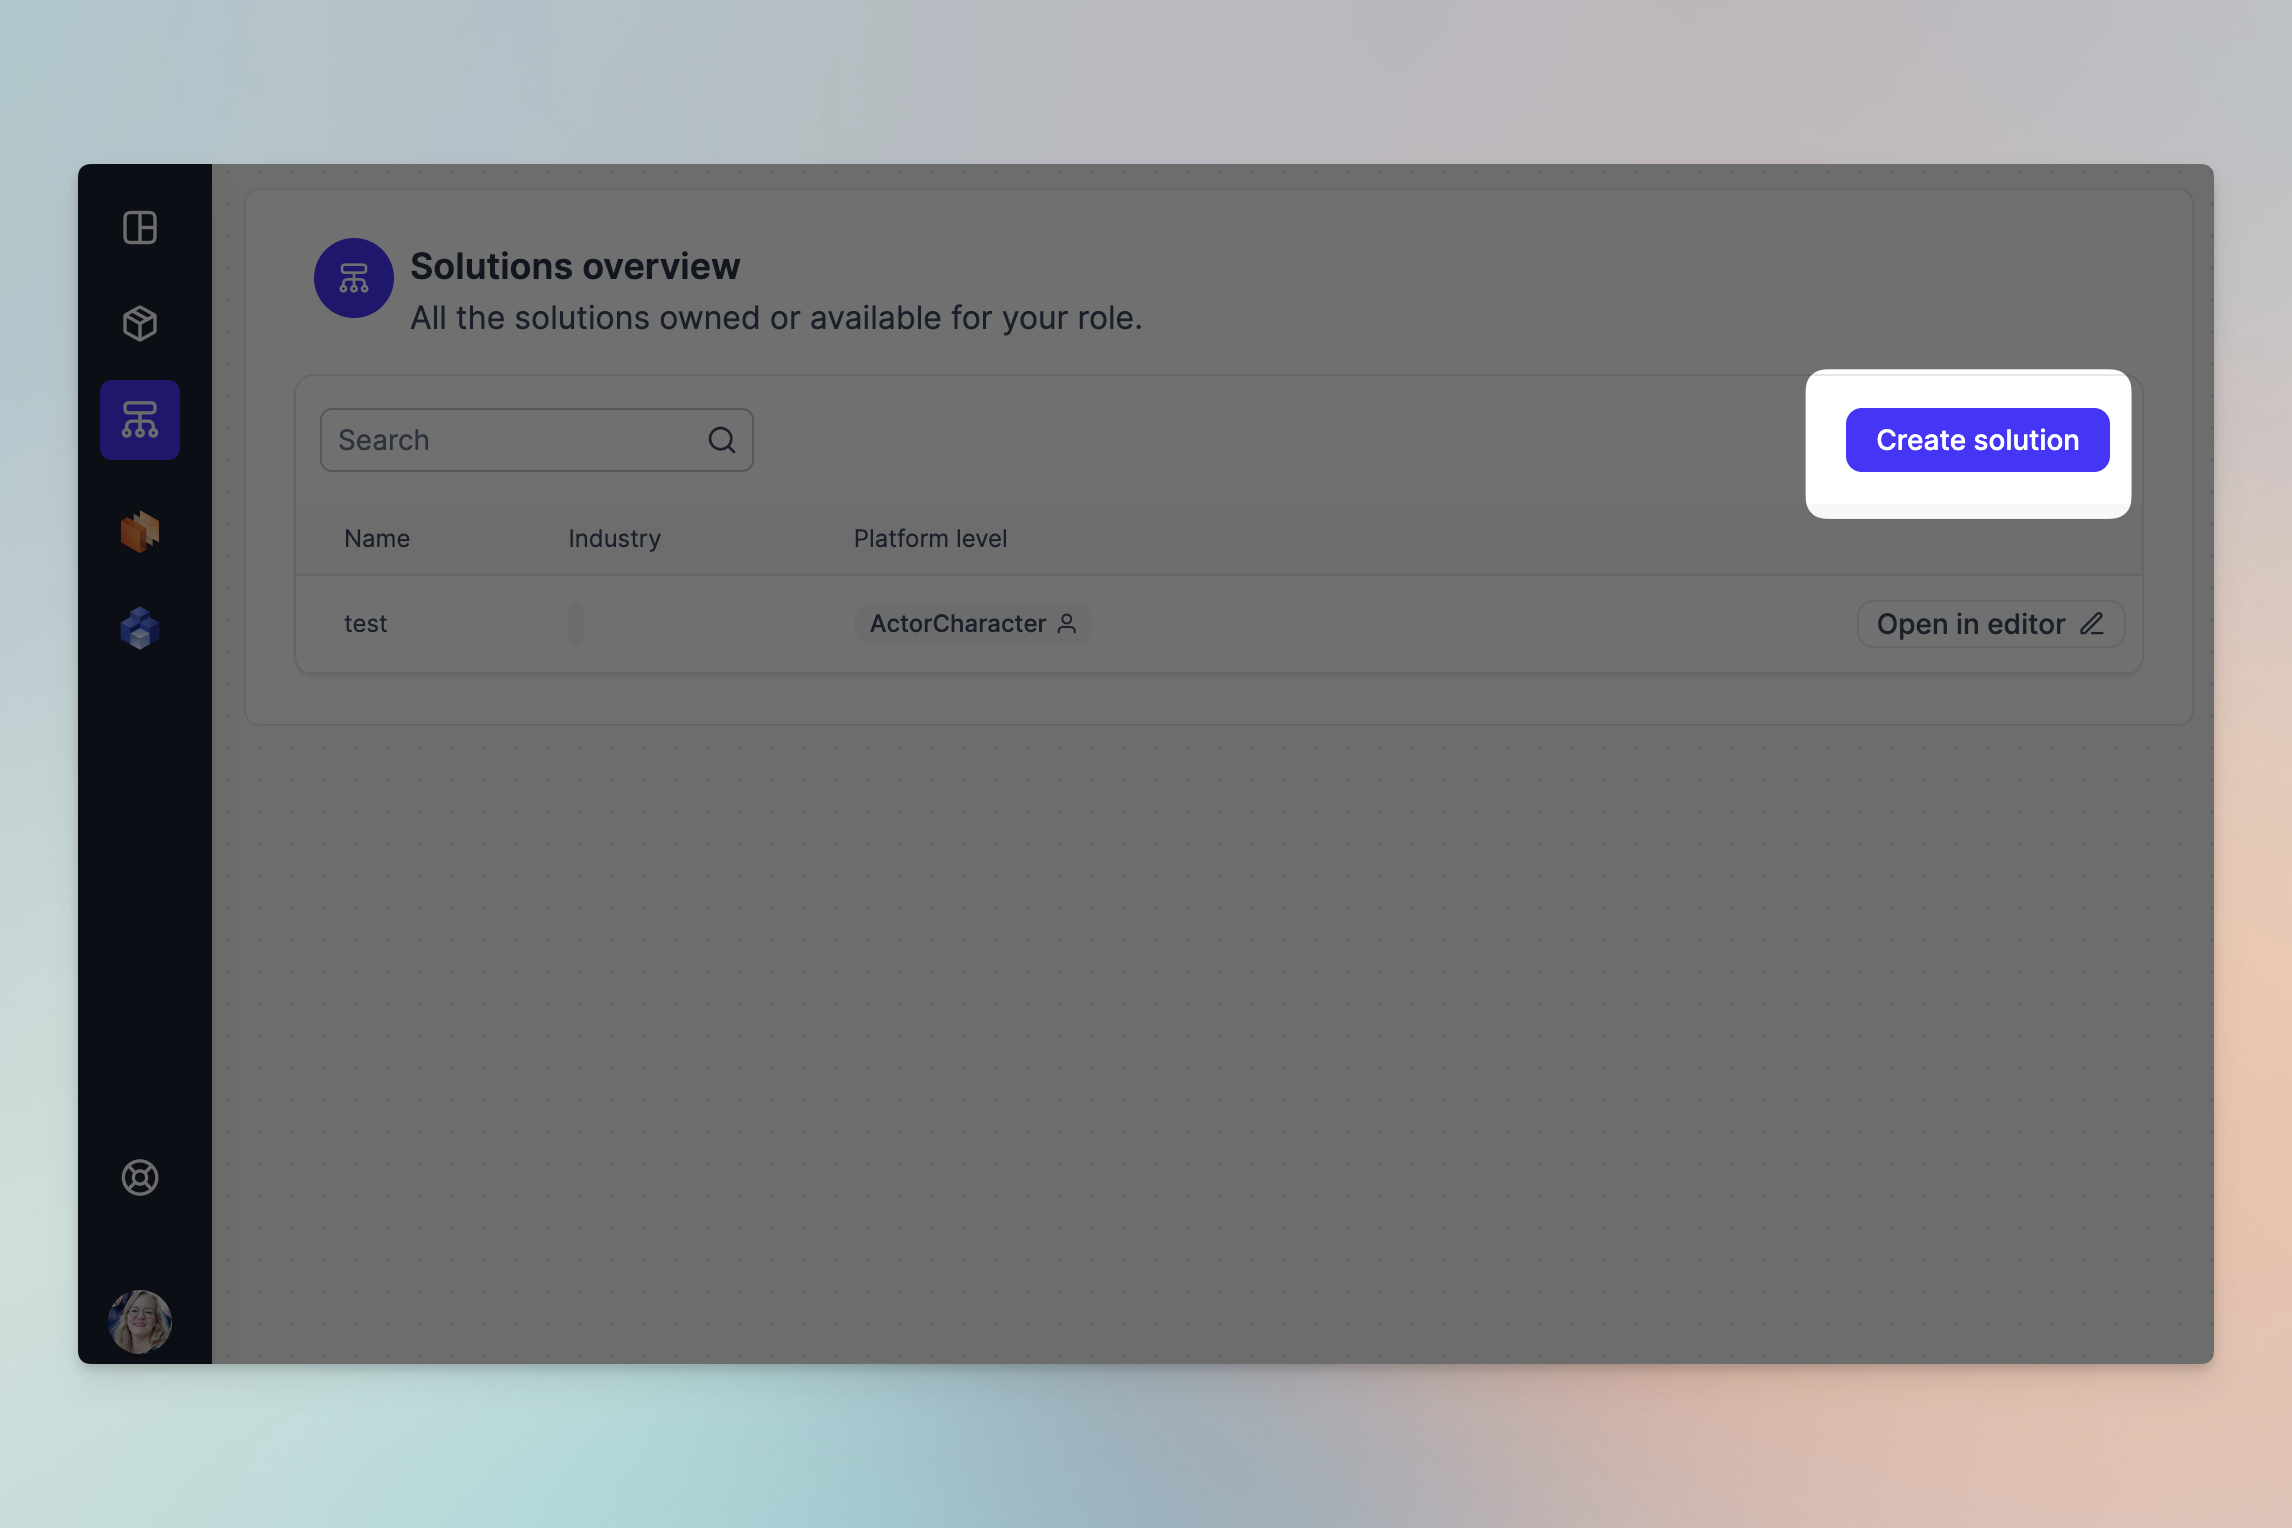 Solutions overview
All the solutions owned or available for your role.
Search
Create solution
Name Industry Platform level
test ActorCharacter Open in editor